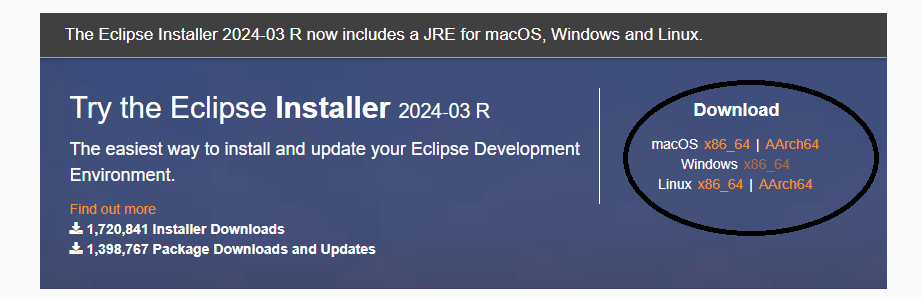 The Eclipse Installer 2024-03 R now includes a JRE for macOS, Windows and Linux.
Try the Eclipse Installer 2024-03 R
The easiest way to install and update your Eclipse Development
Environment.
Find out more
1,720,841 Installer Downloads
1,398,767 Package Downloads and Updates
Download
macOS x86_64 | AArch64
Windows x86_64
Linux x86_64 | AArch64